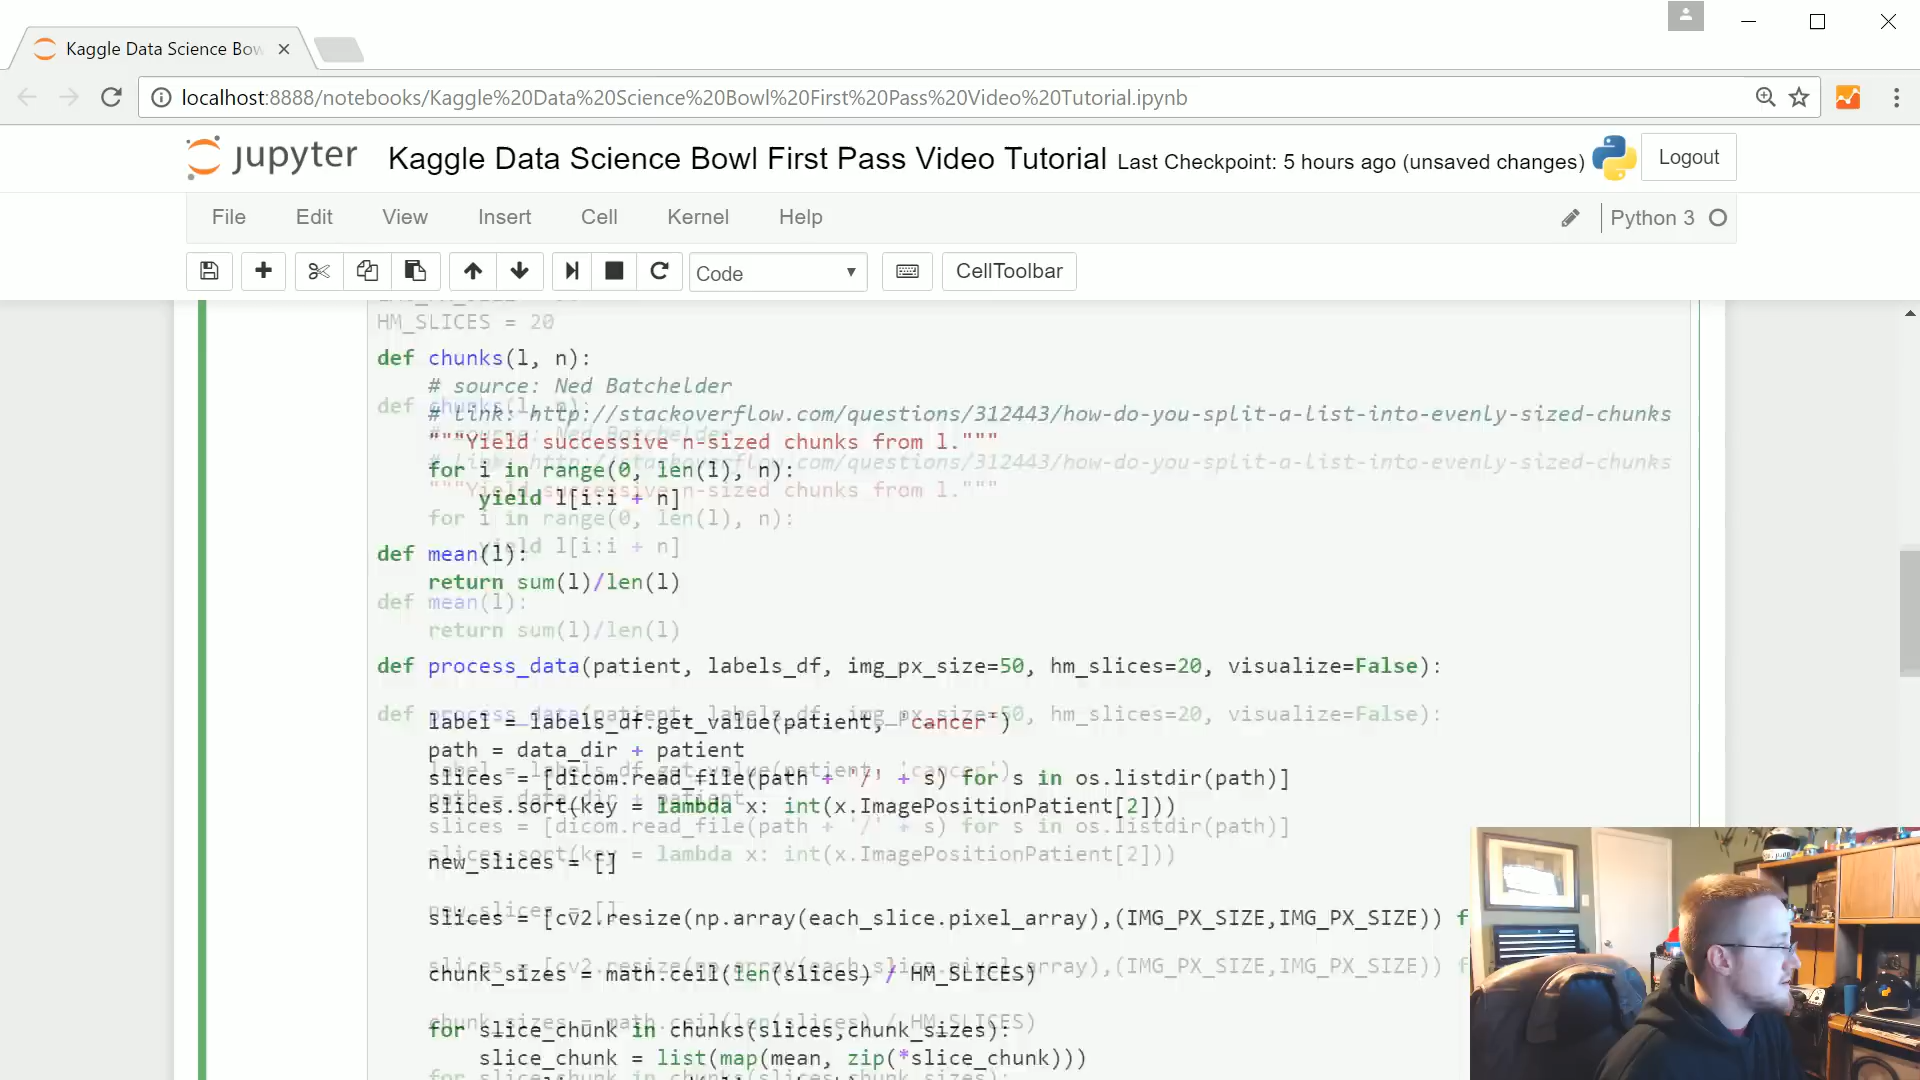 Kaggle Data Science Bow
localhost:8888/notebooks/Kaggle%20Data%20Science%20Bowl%20First%20Pass%20Video%20Tutorial.ipynb
jupyter Kaggle Data Science Bowl First Pass Video Tutorial Last Checkpoint: 5 hours ago (unsaved changes) Logout
File Edit View Insert Cell Kernel Help Python 3
Code CellToolbar
HM_SLICES = 20
def chunks(l, n):
# source: Ned Batchelder
# link: http://stackoverflow.com/questions/312443/how-do-you-split-a-list-into-evenly-sized-chunks
"""Yield successive n-sized chunks from l."""
for i in range(0, len(l), n):
yield l[i:i + n]
def mean(l):
return sum(l)/len(l)
def process_data(patient, labels_df, img_px_size=50, hm_slices=20, visualize=False):
label = labels_df.get_value(patient, 'cancer')
path = data_dir + patient
slices = [dicom.read_file(path + '/' + s) for s in os.listdir(path)]
slices.sort(key = lambda x: int(x.ImagePositionPatient[2]))
new_slices = []
slices = [cv2.resize(np.array(each_slice.pixel_array),(IMG_PX_SIZE,IMG_PX_SIZE)) f
chunk_sizes = math.ceil(len(slices) / HM_SLICES)
for slice_chunk in chunks(slices,chunk_sizes):
slice_chunk = list(map(mean, zip(*slice_chunk)))